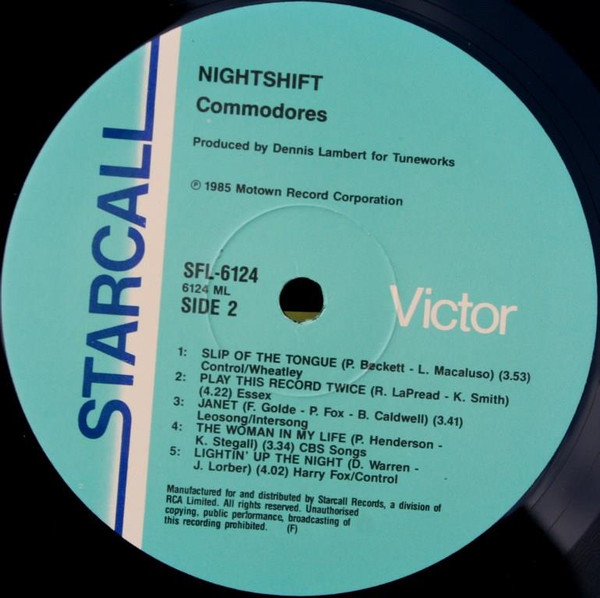 STARCALL
NIGHTSHIFT
Commodores
Produced by Dennis Lambert for Tuneworks
℗ 1985 Motown Record Corporation
SFL-6124
6124 ML
SIDE 2
Victor
1: SLIP OF THE TONGUE (P. Beckett - L. Macaluso) (3.53)
Control/Wheatley
2: PLAY THIS RECORD TWICE (R. LaPread - K. Smith)
(4.22) Essex
3: JANET (F. Golde - P. Fox - B. Caldwell) (3.41)
Leosong/Intersong
4: THE WOMAN IN MY LIFE (P. Henderson -
K. Stegall) (3.34) CBS Songs
5: LIGHTIN' UP THE NIGHT (D. Warren -
J. Lorber) (4.02) Harry Fox/Control
Manufactured for and distributed by Starcall Records, a division of
RCA Limited. All rights reserved. Unauthorised
copying, public performance, broadcasting of
this recording prohibited. (F)